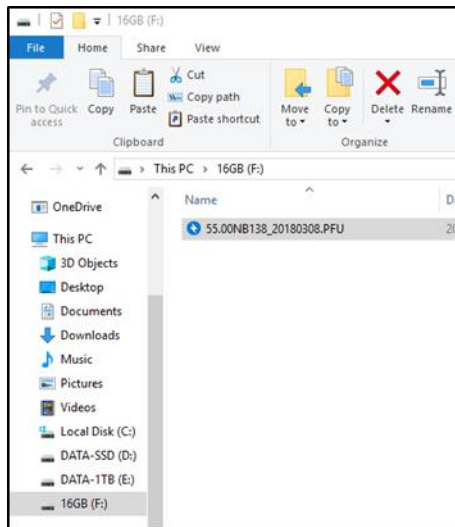 16GB (F:)
File Home Share View
Pin to Quick access
Copy
Paste
Cut
Copy path
Paste shortcut
Move to
Copy to
Delete
Rename
Clipboard
Organize
This PC > 16GB (F:)
OneDrive
This PC
3D Objects
Desktop
Documents
Downloads
Music
Pictures
Videos
Local Disk (C:)
DATA-SSD (D:)
DATA-1TB (E:)
16GB (F:)
Name
55.00NB138_20180308.PFU
20